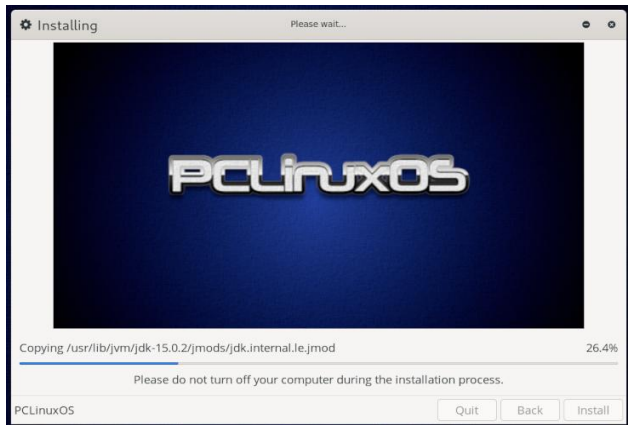 Installing
Please wait...
PCLinuxOS
Copying /usr/lib/jvm/jdk-15.0.2/jmods/jdk.internal.le.jmod 26.4%
Please do not turn off your computer during the installation process.
PCLinuxOS Quit Back Install